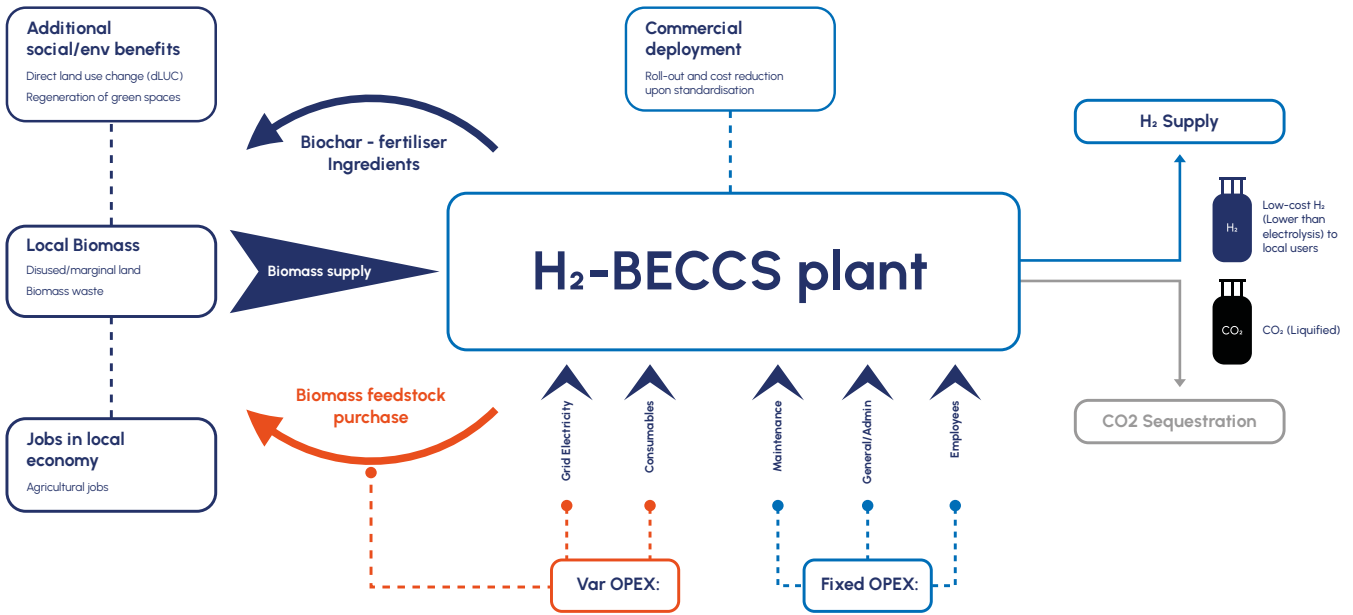 Additional
social/env benefits
Direct land use change (dLUC)
Regeneration of green spaces
Commercial
deployment
Roll-out and cost reduction
upon standardisation
Biochar - fertiliser
Ingredients
H₂ Supply
H₂
Low-cost H₂
(Lower than
electrolysis) to
local users
Local Biomass
Disused/marginal land
Biomass waste
Biomass supply
H₂-BECCS plant
CO₂
CO₂ (Liquified)
CO2 Sequestration
Biomass feedstock
purchase
Jobs in local
economy
Agricultural jobs
Grid Electricity
Consumables
Maintenance
General/Admin
Employees
Var OPEX:
Fixed OPEX: